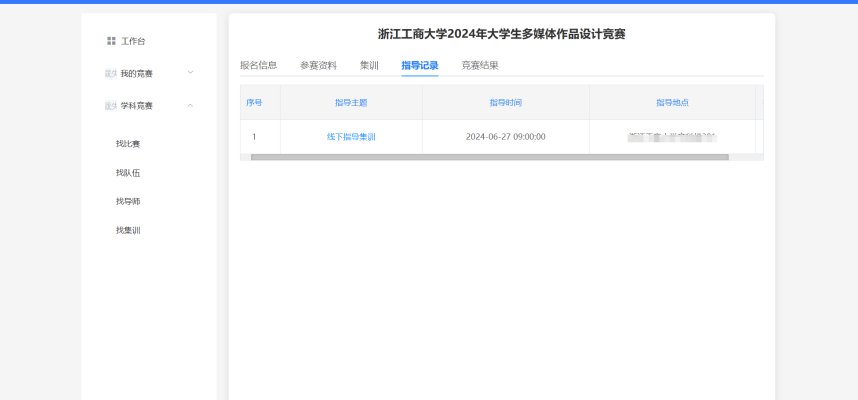 浙江工商大学2024年大学生多媒体作品设计竞赛
工作台
我的竞赛
学科竞赛
找比赛
找队伍
找导师
找集训
报名信息 参赛资料 集训 指导记录 竞赛结果
序号 指导主题 指导时间 指导地点
1 线下指导集训 2024-06-27 09:00:00